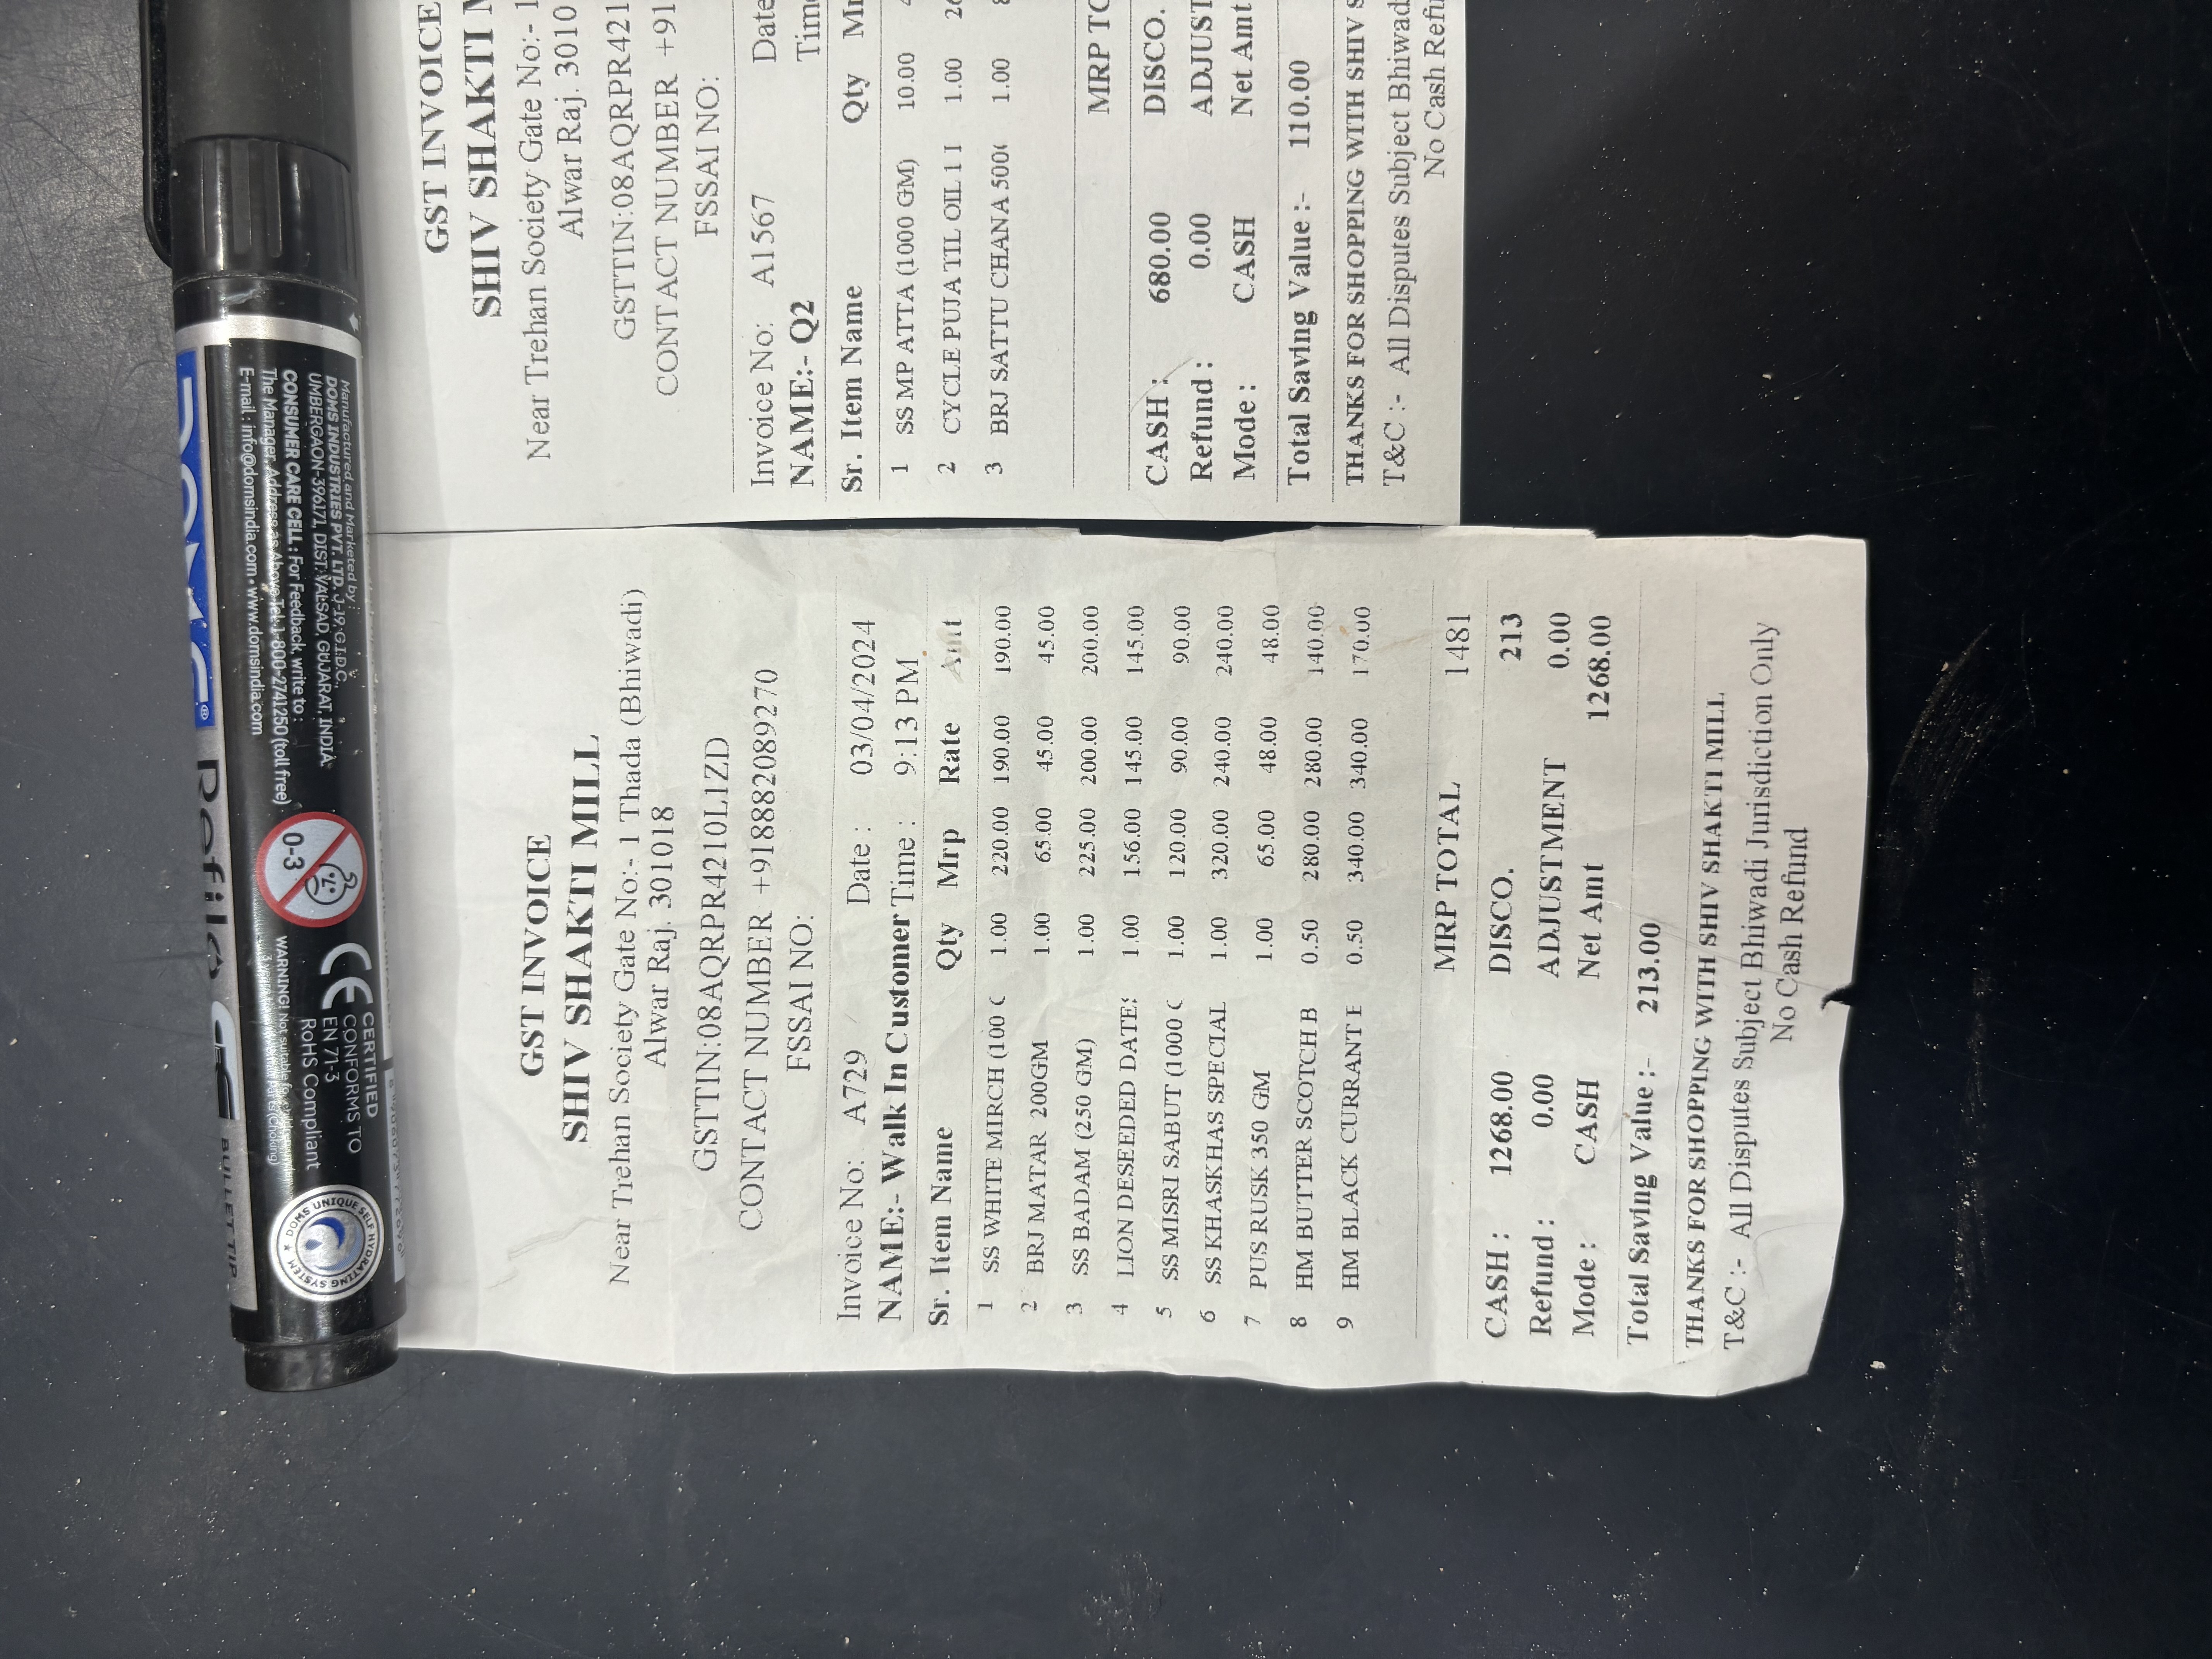 DOMS
Refilo
BULLET TIP
Manufactured and Marketed by
DOMS INDUSTRIES PVT. LTD. J-19, G.I.D.C.,
UMBERGAON-396171, DIST. VALSAD, GUJARAT, INDIA.
CONSUMER CARE CELL : For Feedback, write to :
The Manager, Address as Above Tel: 1-800-2741250 (toll free)
E-mail : info@domsindia.com • www.domsindia.com
0-3
CE
CERTIFIED
CONFORMS TO
EN 71-3
RoHS Compliant
WARNING! Not suitable for
DOMS UNIQUE SELF HYDRATING SYSTEM
GST INVOICE
SHIV SHAKTI MILL
Near Trehan Society Gate No:- 1 Thada (Bhiwadi)
Alwar Raj. 301018
GSTTIN:08AQRPR4210L1ZD
CONTACT NUMBER +918882089270
FSSAI NO:
Invoice No: A729 Date : 03/04/2024
NAME:- Walk In Customer Time : 9:13 PM
Sr. Item Name Qty Mrp Rate Amt
1 SS WHITE MIRCH (100 G 1.00 220.00 190.00 190.00
2 BRJ MATAR 200GM 1.00 65.00 45.00 45.00
3 SS BADAM (250 GM) 1.00 225.00 200.00 200.00
4 LION DESEEDED DATES 1.00 156.00 145.00 145.00
5 SS MISRI SABUT (1000 G 1.00 120.00 90.00 90.00
6 SS KHASKHAS SPECIAL 1.00 320.00 240.00 240.00
7 PUS RUSK 350 GM 1.00 65.00 48.00 48.00
8 HM BUTTER SCOTCH B 0.50 280.00 280.00 140.00
9 HM BLACK CURRANT B 0.50 340.00 340.00 170.00
MRP TOTAL 1481
CASH : 1268.00 DISCO. 213
Refund : 0.00 ADJUSTMENT 0.00
Mode : CASH Net Amt 1268.00
Total Saving Value :- 213.00
THANKS FOR SHOPPING WITH SHIV SHAKTI MILL
T&C :- All Disputes Subject Bhiwadi Jurisdiction Only
No Cash Refund
GST INVOICE
SHIV SHAKTI
Near Trehan Society Gate No:- 1
Alwar Raj. 3010
GSTTIN:08AQRPR421
CONTACT NUMBER +91
FSSAI NO:
Invoice No: A1567 Date
NAME:- Q2 Time
Sr. Item Name Qty Mr
1 SS MP ATTA (1000 GM) 10.00
2 CYCLE PUJA TIL OIL 1 1.00 26
3 BRJ SATTU CHANA 500 1.00 8
MRP TO
CASH : 680.00 DISCO.
Refund : 0.00 ADJUST
Mode : CASH Net Amt
Total Saving Value :- 110.00
THANKS FOR SHOPPING WITH SHIV S
T&C :- All Disputes Subject Bhiwad
No Cash Refu